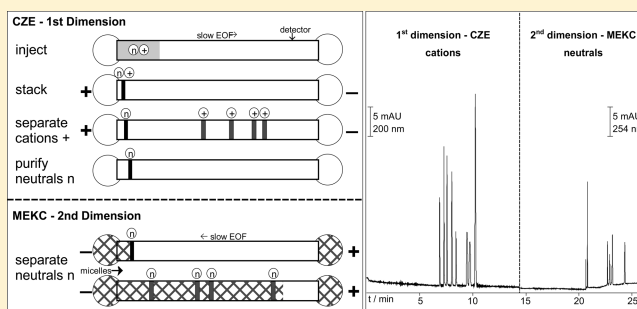 CZE - 1st Dimension
slow EOF→
detector
inject
n +
n +
stack
+ −
n + + + +
separate
cations +
+ −
n
purify
neutrals n
MEKC - 2nd Dimension
n
← slow EOF
− +
separate
neutrals n
micelles→
n n n n
− +
1st dimension - CZE
cations
2nd dimension - MEKC
neutrals
5 mAU
200 nm
5 mAU
254 nm
t / min
5
10
15
20
25